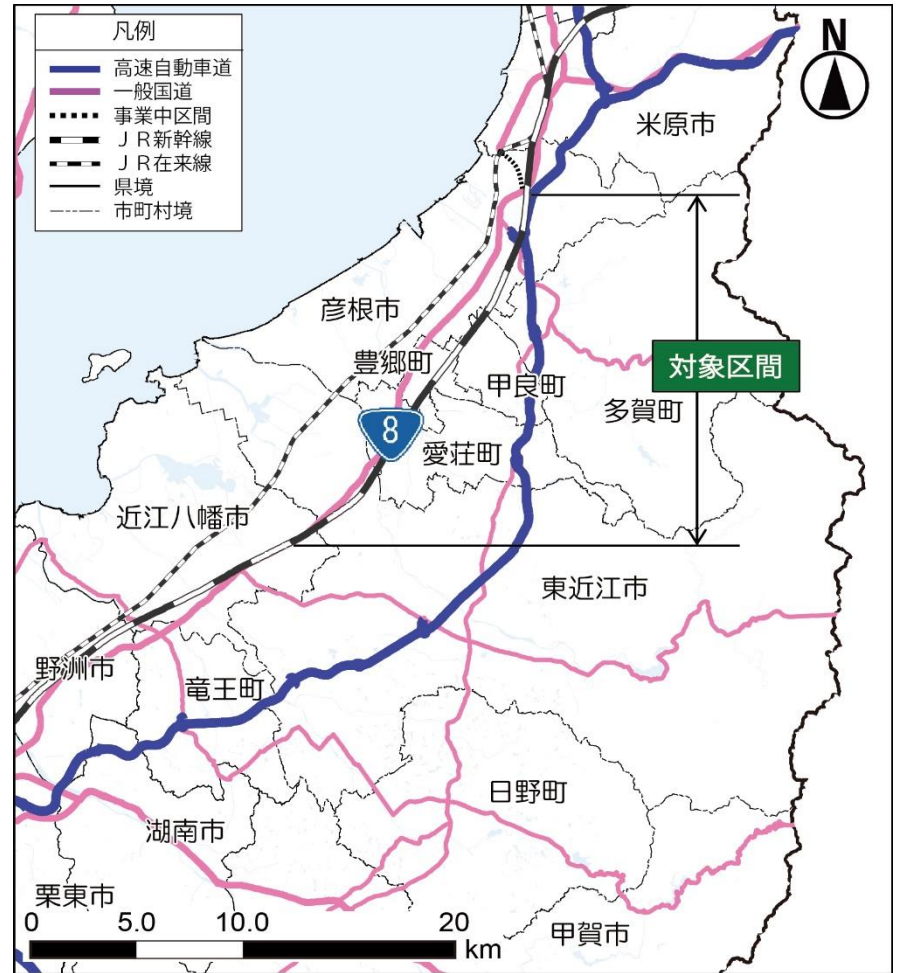 凡例
高速自動車道
一般国道
事業中区間
ＪＲ新幹線
ＪＲ在来線
県境
市町村境
N
米原市
彦根市
豊郷町
甲良町
対象区間
多賀町
8
愛荘町
近江八幡市
東近江市
野洲市
竜王町
日野町
湖南市
栗東市
甲賀市
0 5.0 10.0 20
km